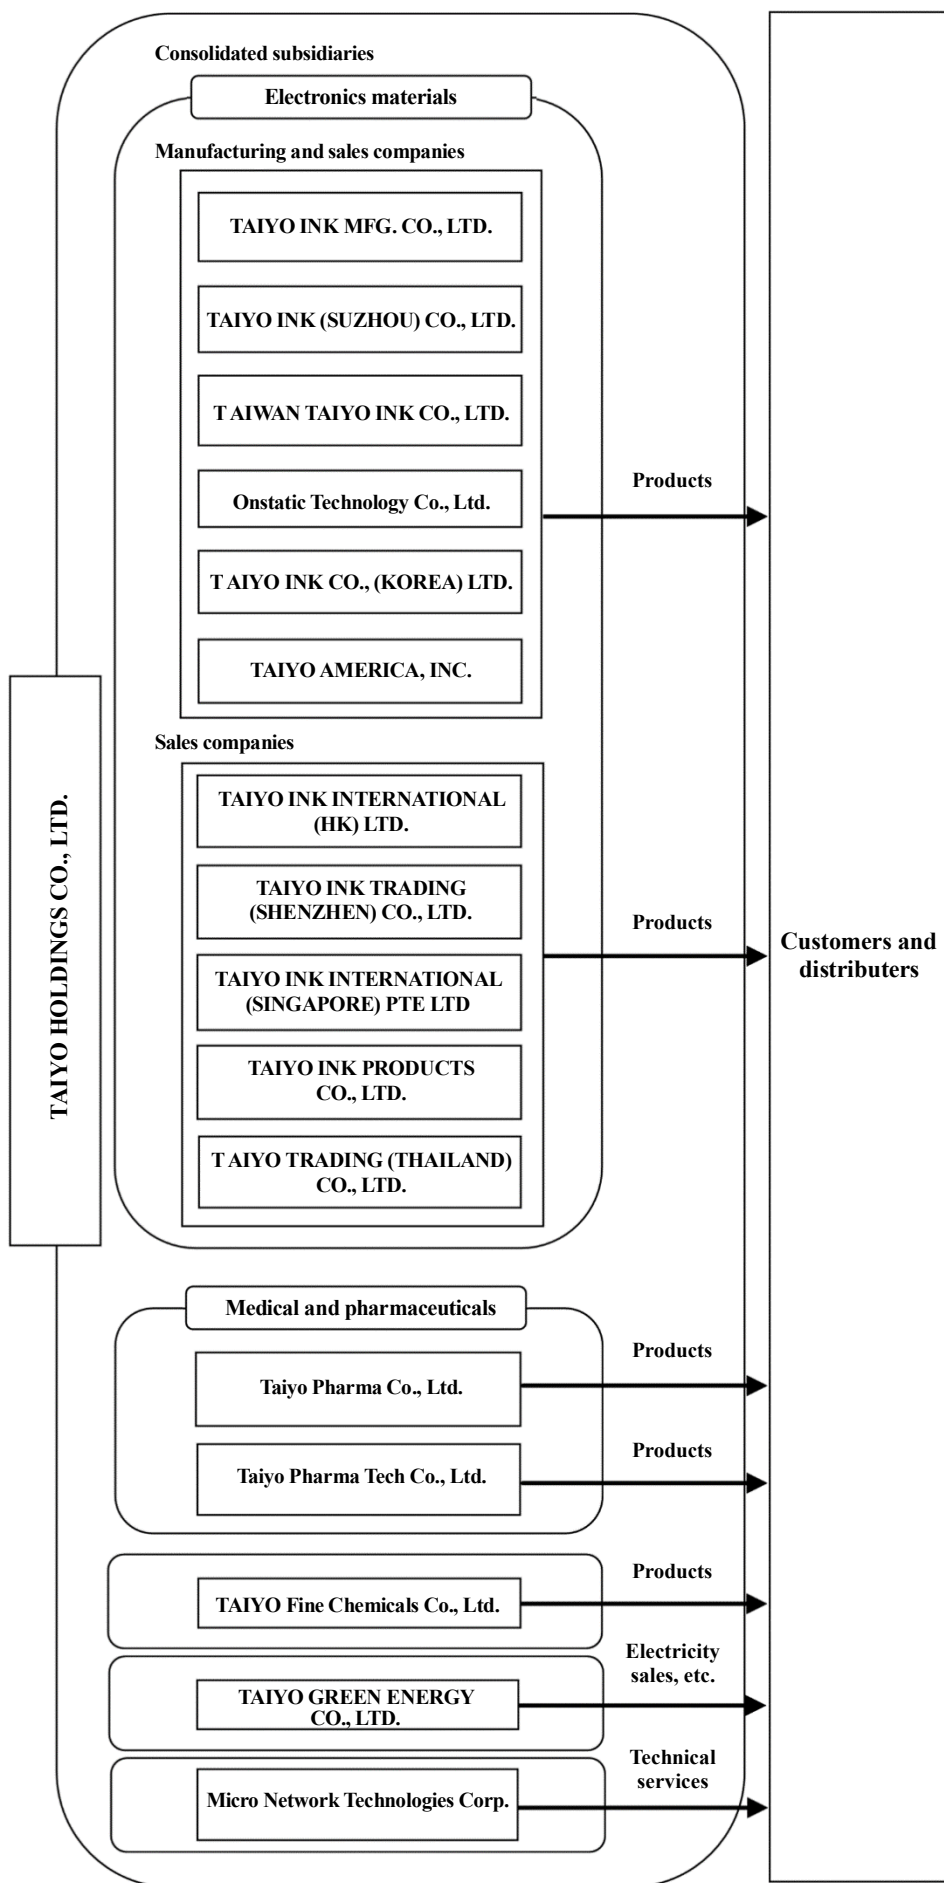 Consolidated subsidiaries
Electronics materials
Manufacturing and sales companies
TAIYO INK MFG. CO., LTD.
TAIYO INK (SUZHOU) CO., LTD.
T AIWAN TAIYO INK CO., LTD.
Onstatic Technology Co., Ltd.
T AIYO INK CO., (KOREA) LTD.
TAIYO AMERICA, INC.
Products
Sales companies
TAIYO INK INTERNATIONAL
(HK) LTD.
TAIYO INK TRADING
(SHENZHEN) CO., LTD.
TAIYO INK INTERNATIONAL
(SINGAPORE) PTE LTD
TAIYO INK PRODUCTS
CO., LTD.
T AIYO TRADING (THAILAND)
CO., LTD.
Products
TAIYO HOLDINGS CO., LTD.
Customers and
distributers
Medical and pharmaceuticals
Taiyo Pharma Co., Ltd.
Products
Taiyo Pharma Tech Co., Ltd.
Products
TAIYO Fine Chemicals Co., Ltd.
Products
TAIYO GREEN ENERGY
CO., LTD.
Electricity
sales, etc.
Micro Network Technologies Corp.
Technical
services